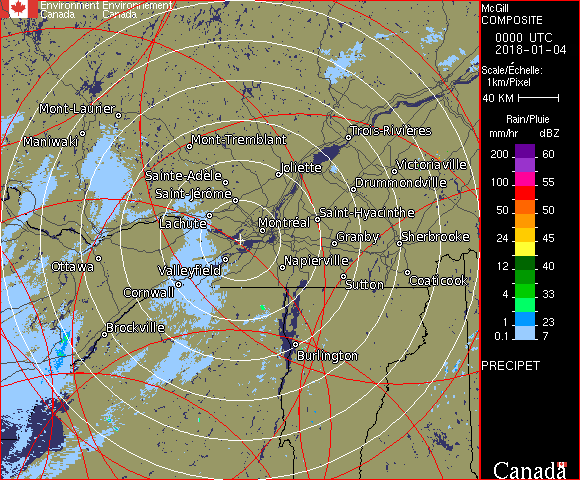 Environment Environnement
Canada Canada
McGill
COMPOSITE
0000 UTC
2018-01-04
Scale/Échelle:
1km/Pixel
40 KM
Rain/Pluie
mm/hr dBZ
200 60
100 55
50 50
24 45
12 40
4 33
1 23
0.1 7
PRECIPET
Canada
Mont-Laurier
Maniwaki
Mont-Tremblant
Trois-Rivières
Joliette
Victoriaville
Sainte-Adèle
Drummondville
Saint-Jérôme
Lachute
Saint-Hyacinthe
Montréal
Granby
Sherbrooke
Ottawa
Valleyfield
Napierville
Cornwall
Sutton
Coaticook
Brockville
Burlington